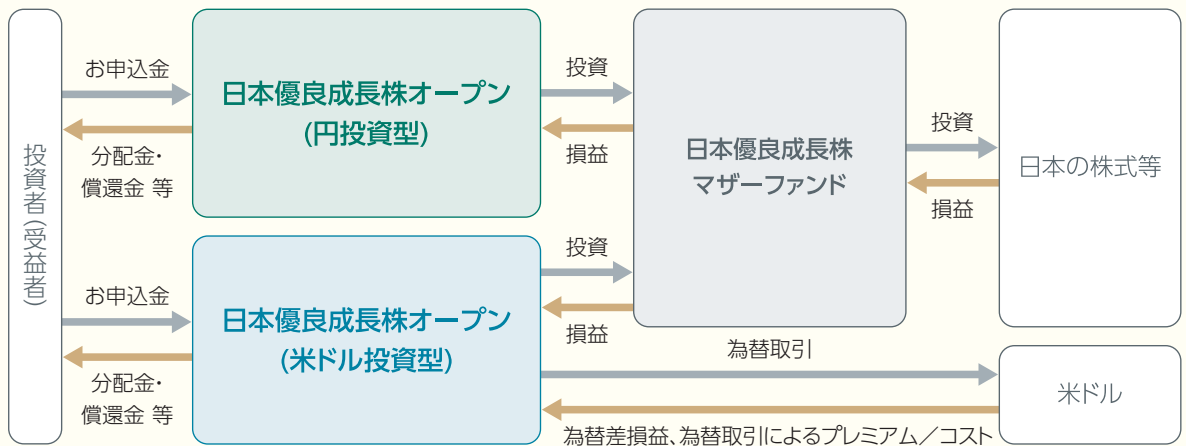 投資者(受益者)
お申込金
分配金・
償還金 等
日本優良成長株オープン
(円投資型)
投資
損益
日本優良成長株
マザーファンド
投資
損益
日本の株式等
お申込金
分配金・
償還金 等
日本優良成長株オープン
(米ドル投資型)
投資
損益
為替取引
為替差損益、為替取引によるプレミアム／コスト
米ドル